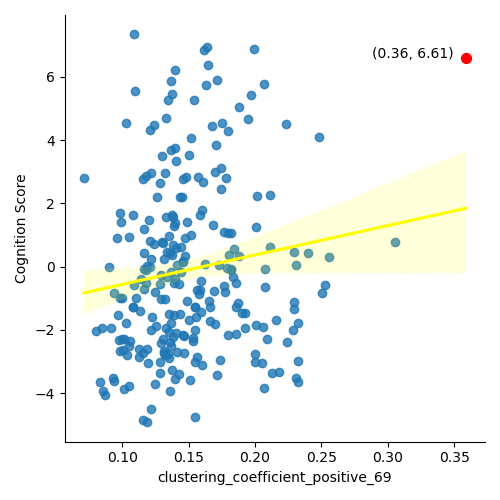 (0.36, 6.61)
6
4
2
0
−2
−4
Cognition Score
0.10 0.15 0.20 0.25 0.30 0.35
clustering_coefficient_positive_69